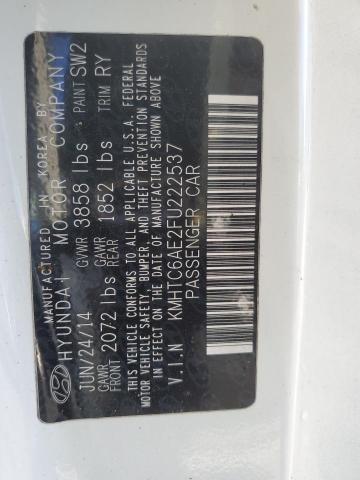 MANUFACTURED IN KOREA BY
HYUNDAI MOTOR COMPANY
JUN/24/14 GVWR 3858 lbs PAINT SW2
GAWR FRONT 2072 lbs GAWR REAR 1852 lbs TRIM RY
THIS VEHICLE CONFORMS TO ALL APPLICABLE U.S.A. FEDERAL
MOTOR VEHICLE SAFETY, BUMPER, AND THEFT PREVENTION STANDARDS
IN EFFECT ON THE DATE OF MANUFACTURE SHOWN ABOVE
V.I.N KMHTC6AE2FU222537
PASSENGER CAR